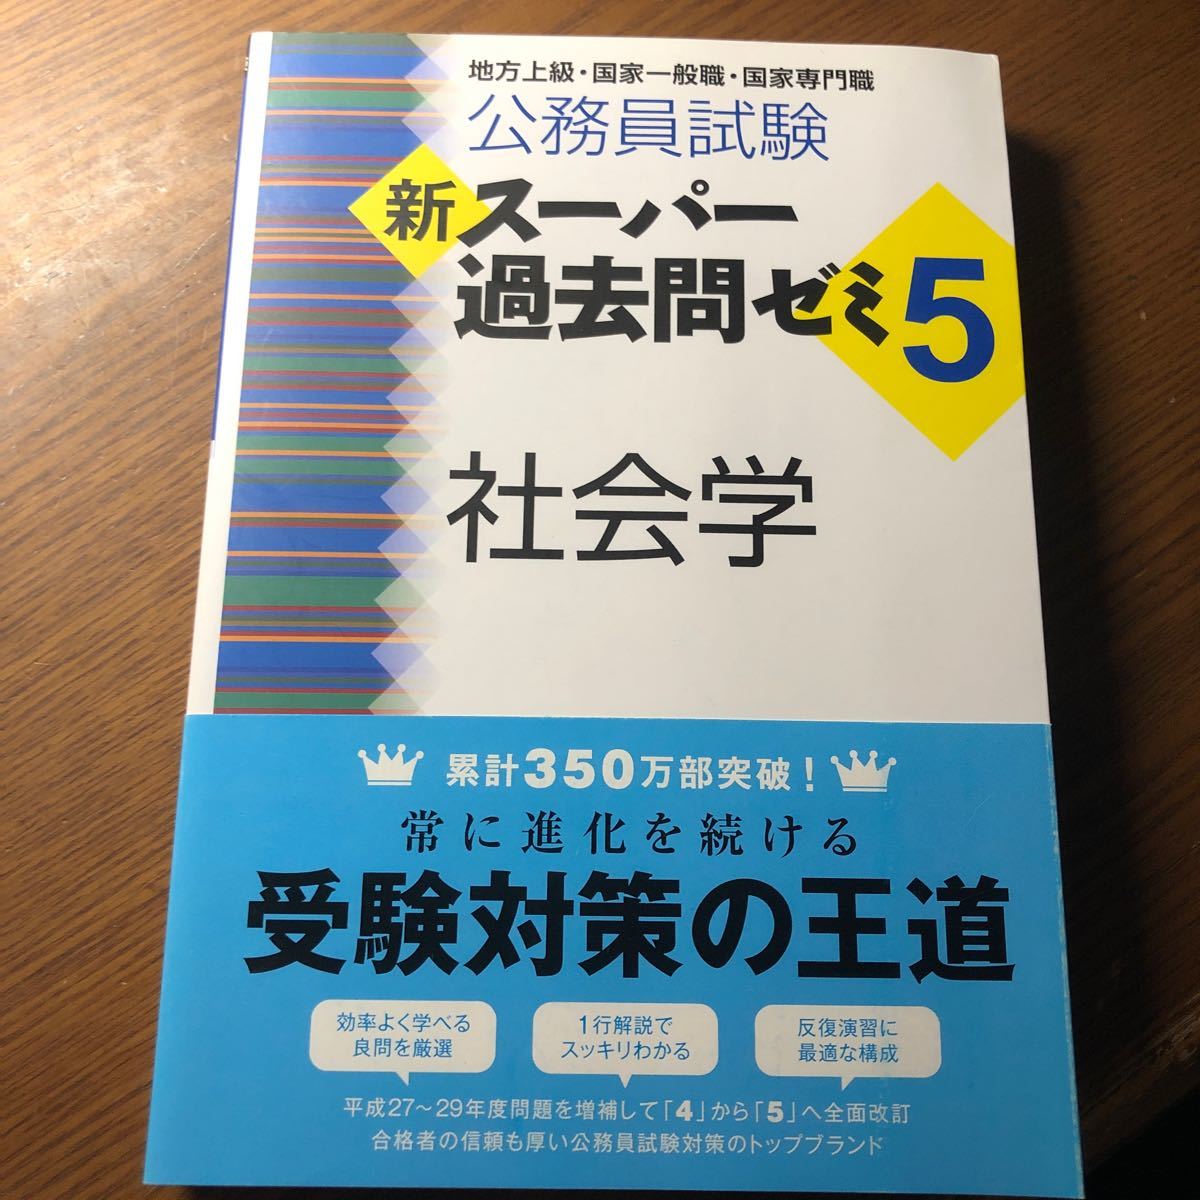 地方上級・国家一般職・国家専門職
公務員試験
新スーパー
過去問ゼミ5
社会学
累計350万部突破！
常に進化を続ける
受験対策の王道
効率よく学べる
良問を厳選
1行解説で
スッキリわかる
反復演習に
最適な構成
平成27〜29年度問題を増補して「4」から「5」へ全面改訂
合格者の信頼も厚い公務員試験対策のトップブランド